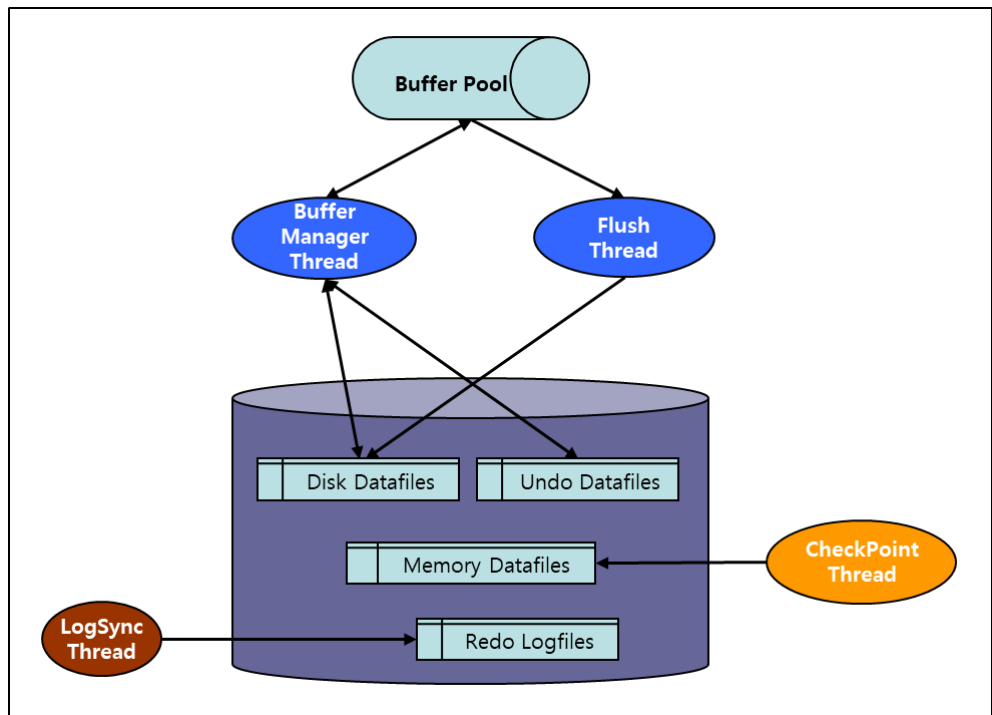 Buffer Pool
Buffer
Manager
Thread
Flush
Thread
Disk Datafiles
Undo Datafiles
Memory Datafiles
CheckPoint
Thread
LogSync
Thread
Redo Logfiles